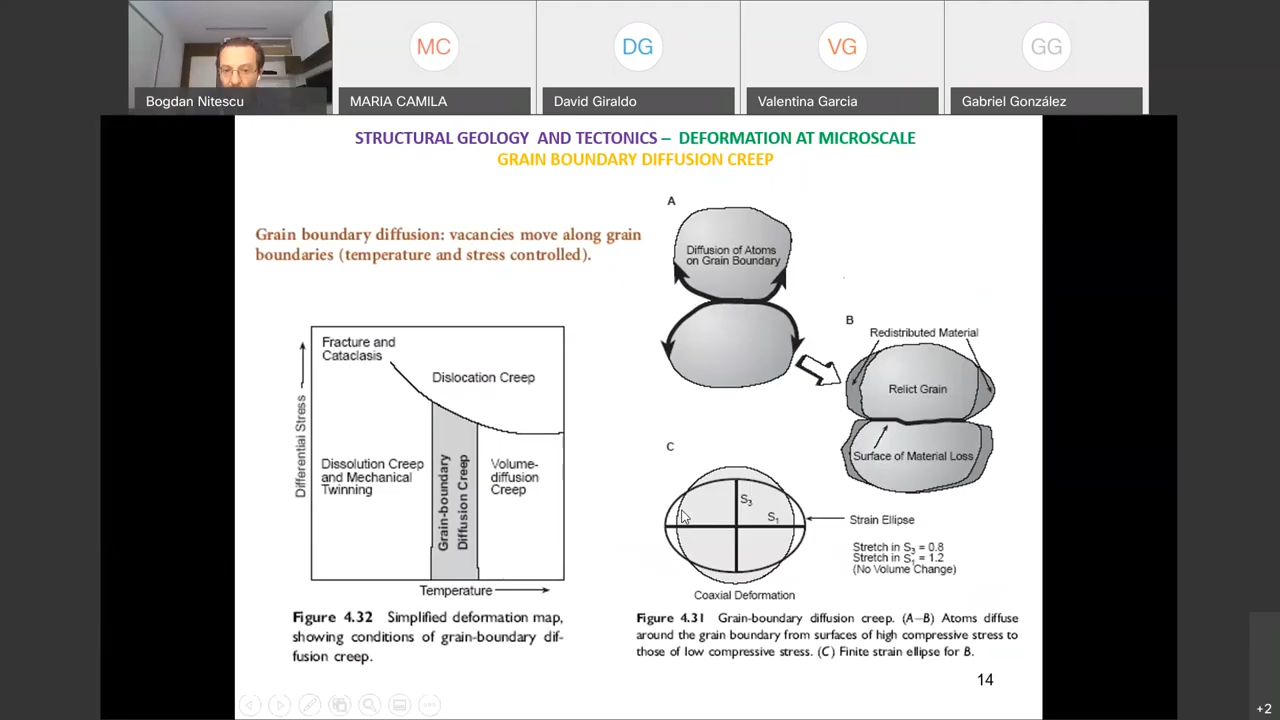 MC
DG
VG
GG
Bogdan Nitescu
MARIA CAMILA
David Giraldo
Valentina Garcia
Gabriel González
STRUCTURAL GEOLOGY AND TECTONICS – DEFORMATION AT MICROSCALE
GRAIN BOUNDARY DIFFUSION CREEP
Grain boundary diffusion: vacancies move along grain
boundaries (temperature and stress controlled).
Fracture and
Cataclasis
Dislocation Creep
Differential Stress
Dissolution Creep
and Mechanical
Twinning
Grain-boundary
Diffusion Creep
Volume-
diffusion
Creep
Temperature
Figure 4.32 Simplified deformation map,
showing conditions of grain-boundary dif-
fusion creep.
A
Diffusion of Atoms
on Grain Boundary
B
Redistributed Material
Relict Grain
Surface of Material Loss
C
S3
S1
Strain Ellipse
Stretch in S3 = 0.8
Stretch in S1 = 1.2
(No Volume Change)
Coaxial Deformation
Figure 4.31 Grain-boundary diffusion creep. (A–B) Atoms diffuse
around the grain boundary from surfaces of high compressive stress to
those of low compressive stress. (C) Finite strain ellipse for B.
14
+2